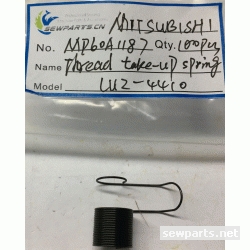 SEWPARTS.CN
MITSUBISHI
No. MP60A1187 Qty. 100pcs
Name Thread take-up spring
Model LU2-4410
sewparts.net